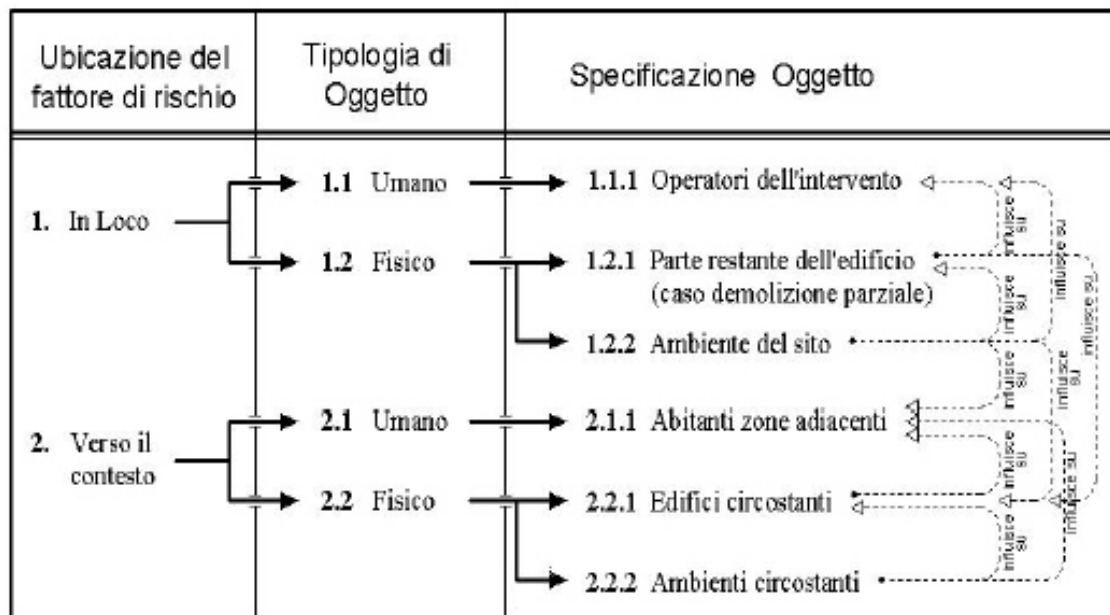 Ubicazione del
fattore di rischio
Tipologia di
Oggetto
Specificazione Oggetto
1. In Loco
1.1 Umano
1.1.1 Operatori dell'intervento
1.2 Fisico
1.2.1 Parte restante dell'edificio
(caso demolizione parziale)
1.2.2 Ambiente del sito
2. Verso il
contesto
2.1 Umano
2.1.1 Abitanti zone adiacenti
2.2 Fisico
2.2.1 Edifici circostanti
2.2.2 Ambienti circostanti
influisce
su
influisce su
influisce su
influisce
su
influisce
su
influisce
su
influisce
su
influisce su
influisce
su